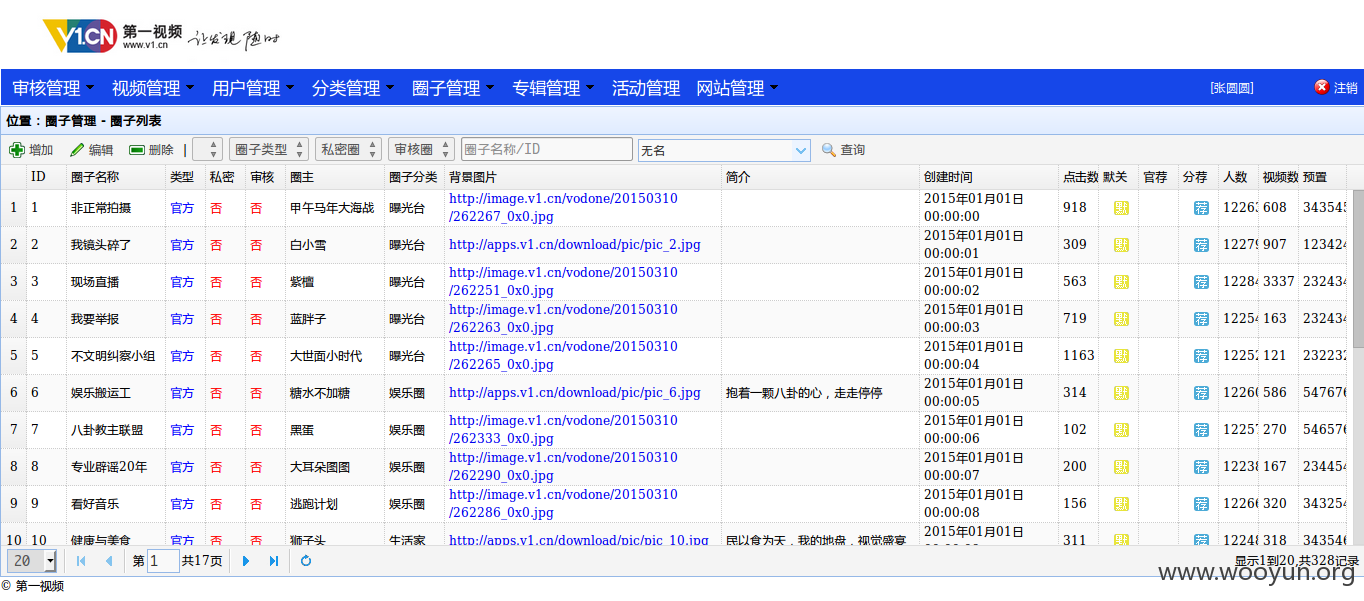 V1.CN 第一视频 www.v1.cn 让发现随时
审核管理 视频管理 用户管理 分类管理 圈子管理 专辑管理 活动管理 网站管理 [张圆圆] 注销
位置：圈子管理 - 圈子列表
增加 编辑 删除 | 圈子类型 私密圈 审核圈 圈子名称/ID 无名 查询
ID 圈子名称 类型 私密 审核 圈主 圈子分类 背景图片 简介 创建时间 点击数 默关 官荐 分荐 人数 视频数 预置
1 1 非正常拍摄 官方 否 否 甲午马年大海战 曝光台 http://image.v1.cn/vodone/20150310 2015年01月01日 918 默 荐 12263 608 343545
/262267_0x0.jpg 00:00:00
2 2 我镜头碎了 官方 否 否 白小雪 曝光台 http://apps.v1.cn/download/pic/pic_2.jpg 2015年01月01日 309 默 荐 12279 907 123424
00:00:01
3 3 现场直播 官方 否 否 紫檀 曝光台 http://image.v1.cn/vodone/20150310 2015年01月01日 563 默 荐 12284 3337 232434
/262251_0x0.jpg 00:00:02
4 4 我要举报 官方 否 否 蓝胖子 曝光台 http://image.v1.cn/vodone/20150310 2015年01月01日 719 默 荐 12254 163 232434
/262263_0x0.jpg 00:00:03
5 5 不文明纠察小组 官方 否 否 大世面小时代 曝光台 http://image.v1.cn/vodone/20150310 2015年01月01日 1163 默 荐 12252 121 232232
/262265_0x0.jpg 00:00:04
6 6 娱乐搬运工 官方 否 否 糖水不加糖 娱乐圈 http://apps.v1.cn/download/pic/pic_6.jpg 抱着一颗八卦的心，走走停停 2015年01月01日 314 默 荐 12260 586 547676
00:00:05
7 7 八卦教主联盟 官方 否 否 黑蛋 娱乐圈 http://image.v1.cn/vodone/20150310 2015年01月01日 102 默 荐 12257 270 546576
/262333_0x0.jpg 00:00:06
8 8 专业辟谣20年 官方 否 否 大耳朵图图 娱乐圈 http://image.v1.cn/vodone/20150310 2015年01月01日 200 默 荐 12238 167 234454
/262290_0x0.jpg 00:00:07
9 9 看好音乐 官方 否 否 逃跑计划 娱乐圈 http://image.v1.cn/vodone/20150310 2015年01月01日 156 默 荐 12266 320 343254
/262286_0x0.jpg 00:00:08
10 10 健康与美食 官方 否 否 狮子头 生活家 http://apps.v1.cn/download/pic/pic_10.jpg 民以食为天，我的地盘，视觉盛宴 2015年01月01日 311 默 荐 12248 318 343546
20 第 1 共17页 显示1到20,共328记录
www.wooyun.org
© 第一视频